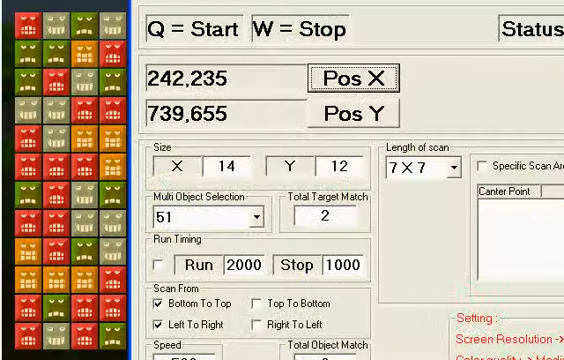 Q = Start W = Stop Status
242,235 Pos X
739,655 Pos Y
Size
X 14 Y 12
Length of scan
7 X 7
Specific Scan Are
Canter Point
Multi Object Selection
51
Total Target Match
2
Run Timing
Run 2000 Stop 1000
Scan From
Bottom To Top Top To Bottom
Left To Right Right To Left
Speed
Total Object Match
Setting :
Screen Resolution ->